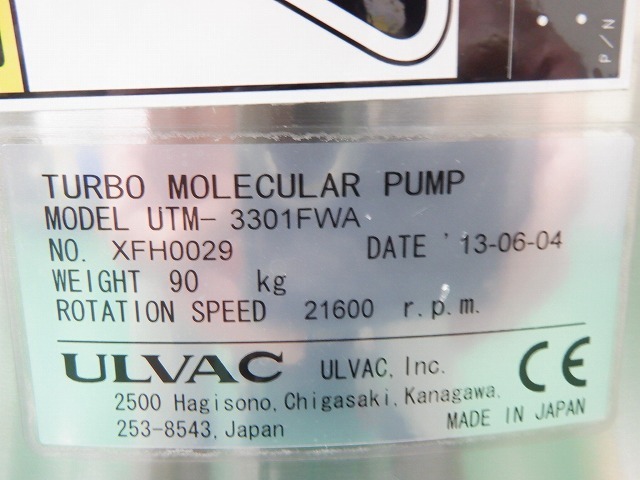 P/N
TURBO MOLECULAR PUMP
MODEL UTM- 3301FWA
NO. XFH0029 DATE '13-06-04
WEIGHT 90 kg
ROTATION SPEED 21600 r.p.m.
ULVAC ULVAC, Inc. CE
2500 Hagisono, Chigasaki, Kanagawa,
253-8543, Japan MADE IN JAPAN